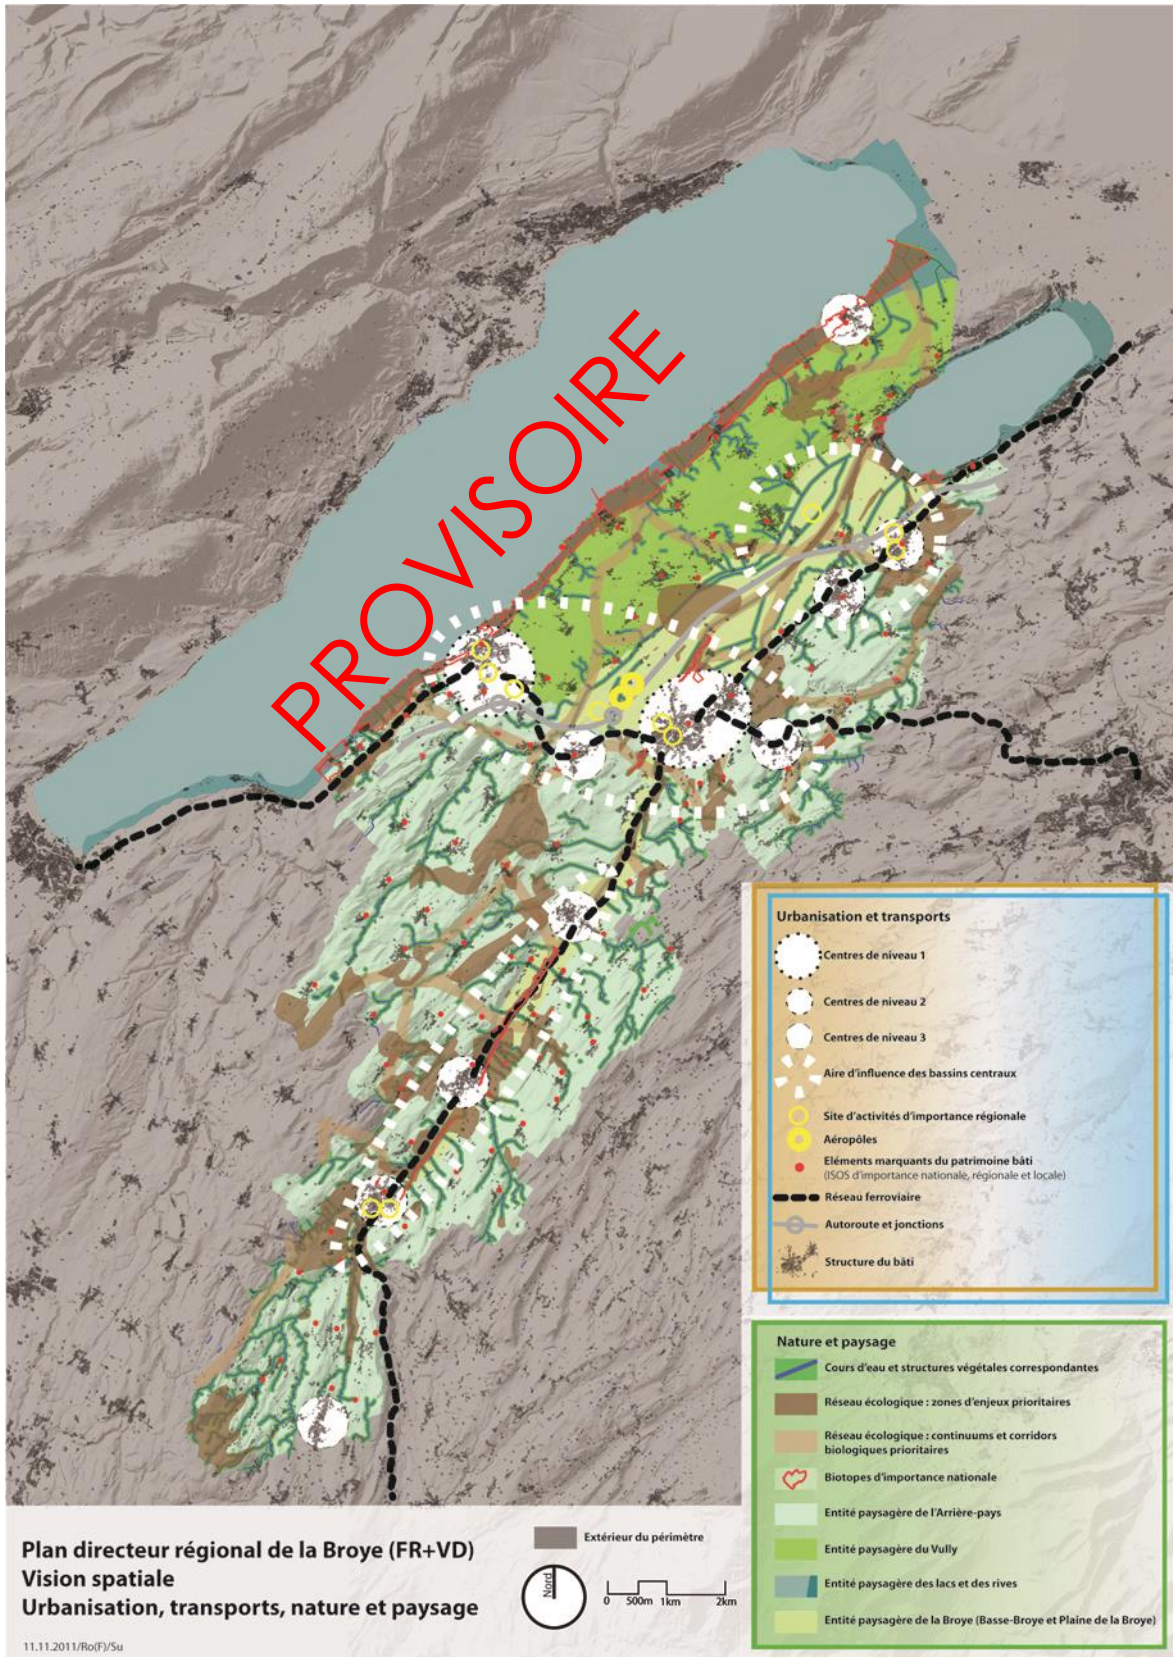 PROVISOIRE
Urbanisation et transports
Centres de niveau 1
Centres de niveau 2
Centres de niveau 3
Aire d'influence des bassins centraux
Site d'activités d'importance régionale
Aéropôles
Eléments marquants du patrimoine bâti
(ISOS d'importance nationale, régionale et locale)
Réseau ferroviaire
Autoroute et jonctions
Structure du bâti
Nature et paysage
Cours d'eau et structures végétales correspondantes
Réseau écologique : zones d'enjeux prioritaires
Réseau écologique : continuums et corridors
biologiques prioritaires
Biotopes d'importance nationale
Entité paysagère de l'Arrière-pays
Entité paysagère du Vully
Entité paysagère des lacs et des rives
Entité paysagère de la Broye (Basse-Broye et Plaine de la Broye)
Extérieur du périmètre
Nord
0 500m 1km 2km
Plan directeur régional de la Broye (FR+VD)
Vision spatiale
Urbanisation, transports, nature et paysage
11.11.2011/Ro(F)/Su